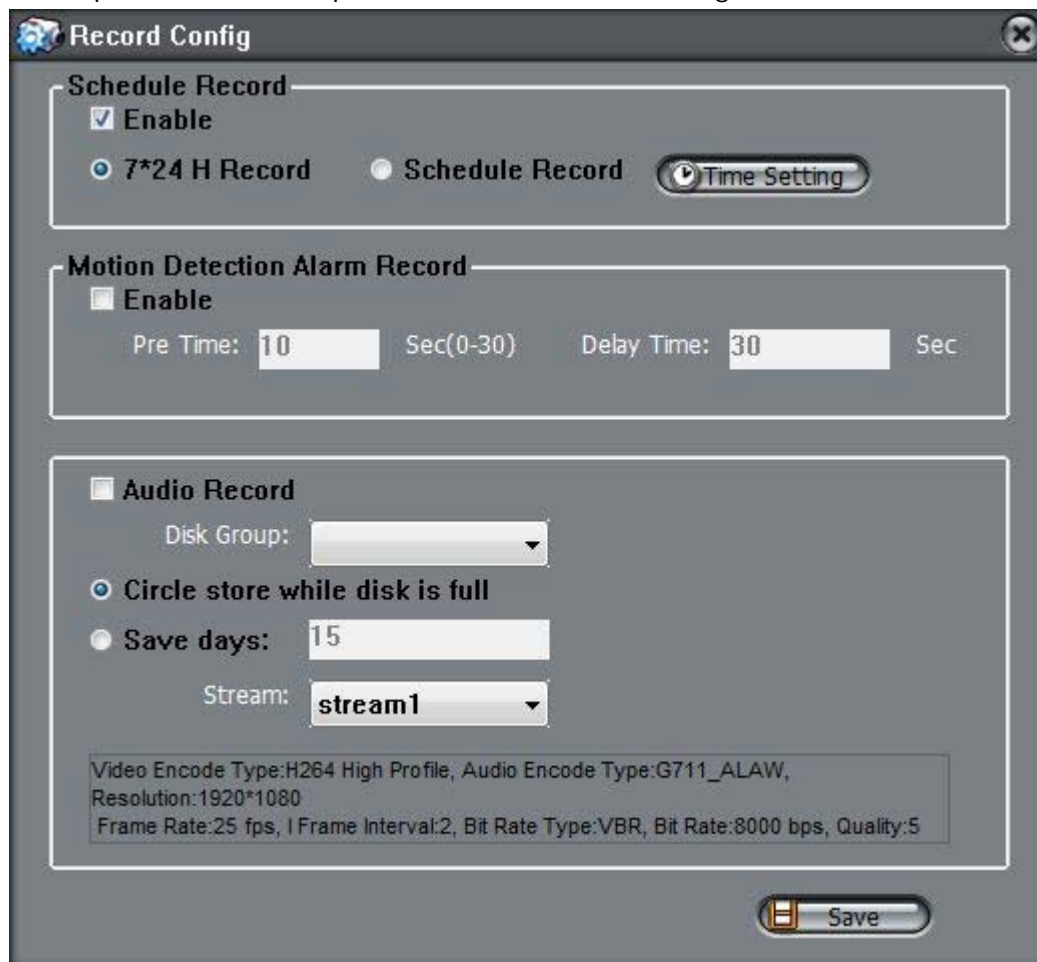 Record Config
Schedule Record
Enable
7*24 H Record Schedule Record Time Setting
Motion Detection Alarm Record
Enable
Pre Time: 10 Sec(0-30) Delay Time: 30 Sec
Audio Record
Disk Group:
Circle store while disk is full
Save days: 15
Stream: stream1
Video Encode Type:H264 High Profile, Audio Encode Type:G711_ALAW,
Resolution:1920*1080
Frame Rate:25 fps, I Frame Interval:2, Bit Rate Type:VBR, Bit Rate:8000 bps, Quality:5
Save